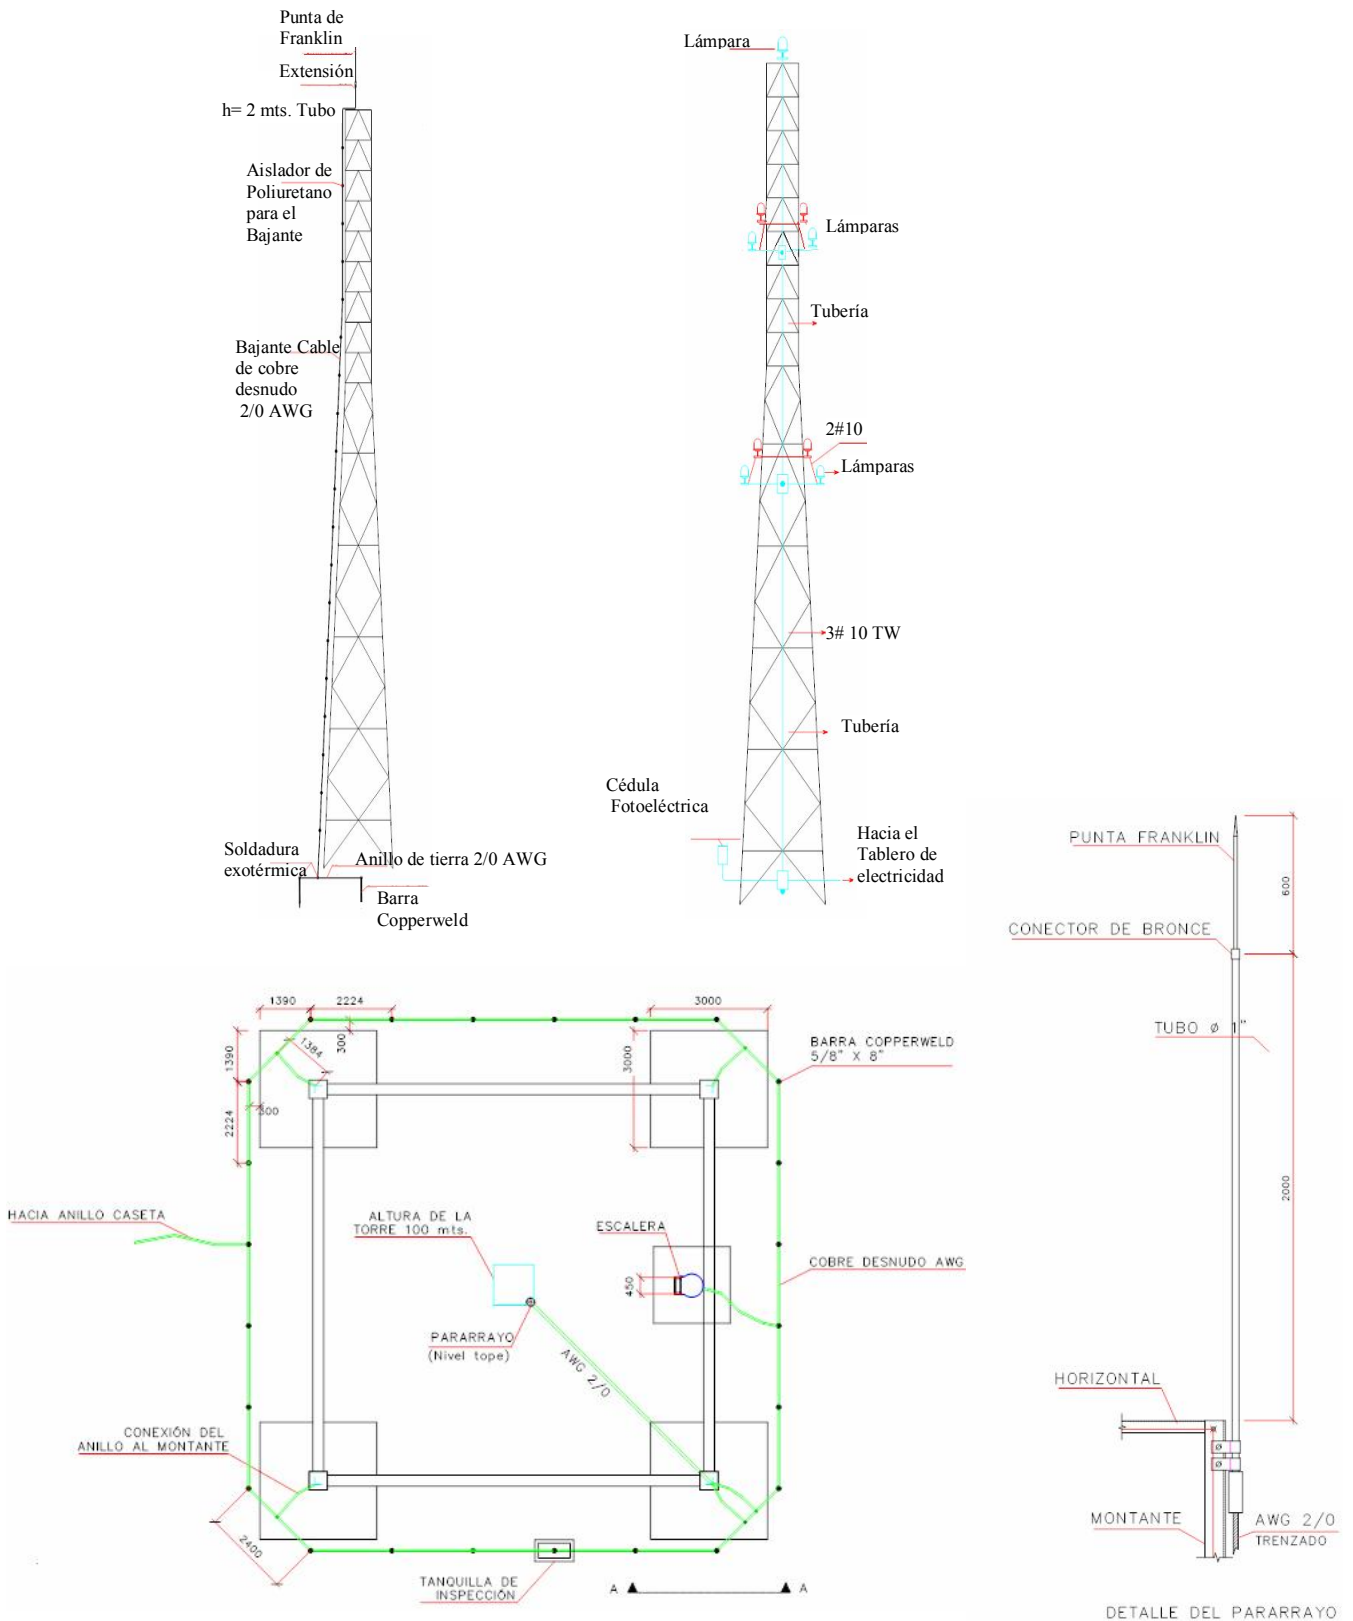 Punta de
Franklin
Extensión
h= 2 mts. Tubo
Aislador de
Poliuretano
para el
Bajante
Bajante Cable
de cobre
desnudo
2/0 AWG
Soldadura
exotérmica
Anillo de tierra 2/0 AWG
Barra
Copperweld
Lámpara
Lámparas
Tubería
2#10
Lámparas
3# 10 TW
Tubería
Cédula
Fotoeléctrica
Hacia el
Tablero de
electricidad
PUNTA FRANKLIN
600
CONECTOR DE BRONCE
TUBO Ø 1"
2000
HORIZONTAL
MONTANTE
AWG 2/0
TRENZADO
DETALLE DEL PARARRAYO
1390
2224
3000
1390
1384
300
3000
BARRA COPPERWELD
5/8" X 8"
300
2224
HACIA ANILLO CASETA
ALTURA DE LA
TORRE 100 mts.
ESCALERA
450
COBRE DESNUDO AWG
PARARRAYO
(Nivel tope)
AWG 2/0
CONEXIÓN DEL
ANILLO AL MONTANTE
2400
TANQUILLA DE
INSPECCIÓN
A
A